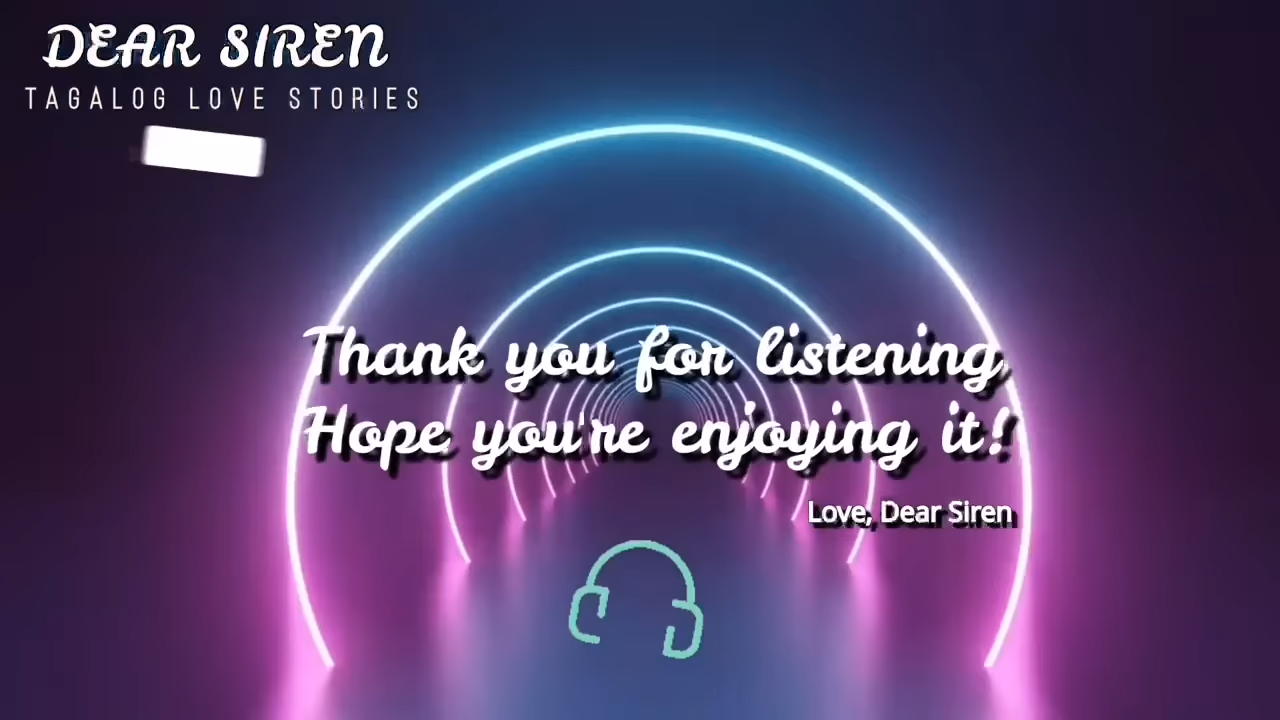 DEAR SIREN
TAGALOG LOVE STORIES
Thank you for listening,
Hope you're enjoying it!
Love, Dear Siren